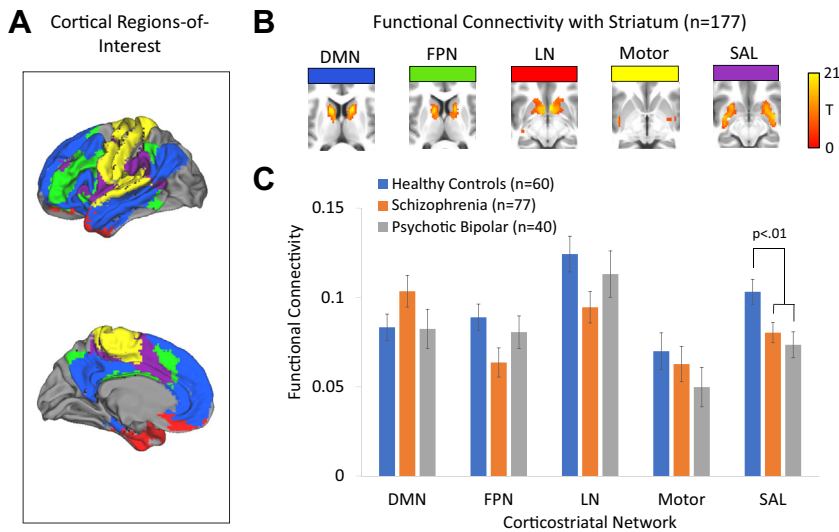 A
Cortical Regions-of-
Interest
B
Functional Connectivity with Striatum (n=177)
DMN FPN LN Motor SAL
21
T
0
C
Healthy Controls (n=60)
Schizophrenia (n=77)
Psychotic Bipolar (n=40)
p<.01
Functional Connectivity
0.15
0.1
0.05
0
DMN FPN LN Motor SAL
Corticostriatal Network